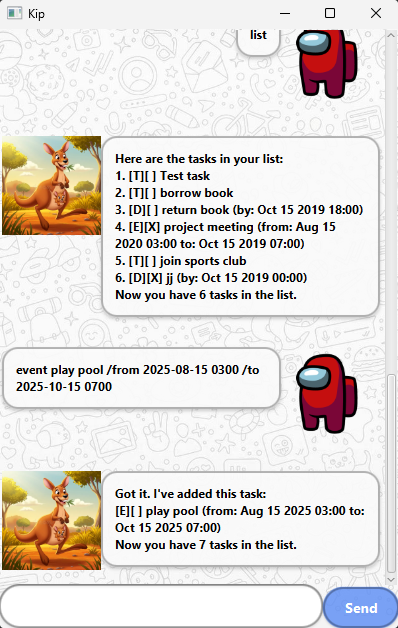 Kip
list
Here are the tasks in your list:
1. [T][ ] Test task
2. [T][ ] borrow book
3. [D][ ] return book (by: Oct 15 2019 18:00)
4. [E][X] project meeting (from: Aug 15
2020 03:00 to: Oct 15 2019 07:00)
5. [T][ ] join sports club
6. [D][X] jj (by: Oct 15 2019 00:00)
Now you have 6 tasks in the list.
event play pool /from 2025-08-15 0300 /to
2025-10-15 0700
Got it. I've added this task:
[E][ ] play pool (from: Aug 15 2025 03:00 to:
Oct 15 2025 07:00)
Now you have 7 tasks in the list.
Send